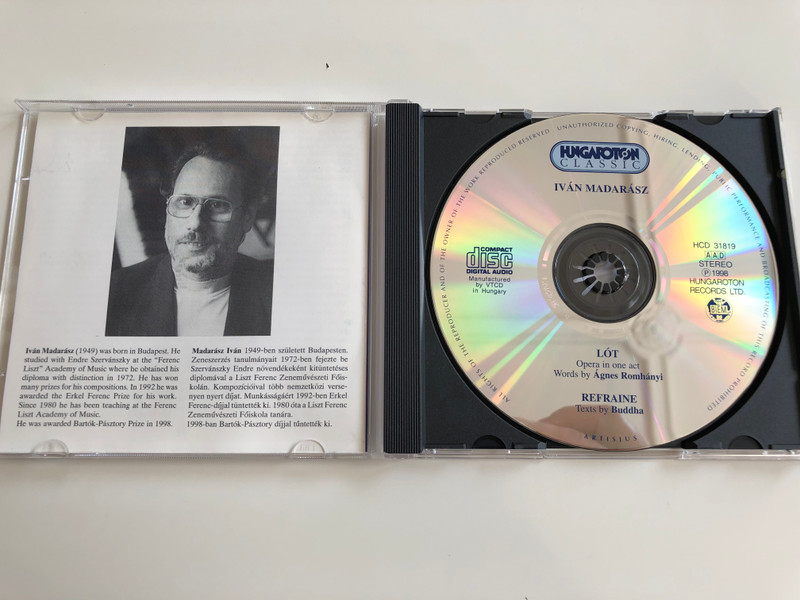 Iván Madarász (1949) was born in Budapest. He
studied with Endre Szervánszky at the "Ferenc
Liszt" Academy of Music where he obtained his
diploma with distinction in 1972. He has won
many prizes for his compositions. In 1992 he was
awarded the Erkel Ferenc Prize for his work.
Since 1980 he has been teaching at the Ferenc
Liszt Academy of Music.
He was awarded Bartók-Pásztory Prize in 1998.
Madarász Iván 1949-ben született Budapesten.
Zeneszerzés tanulmányait 1972-ben fejezte be
Szervánszky Endre növendékeként kitüntetéses
diplomával a Liszt Ferenc Zeneművészeti Főis-
kolán. Kompozícióival több nemzetközi verse-
nyen nyert díjat. Munkásságáért 1992-ben Erkel
Ferenc-díjjal tüntették ki. 1980 óta a Liszt Ferenc
Zeneművészeti Főiskola tanára.
1998-ban Bartók-Pásztory díjjal tüntették ki.
ALL RIGHTS OF THE REPRODUCER AND OF THE OWNER OF THE WORK REPRODUCED RESERVED · UNAUTHORIZED COPYING, HIRING, LENDING, PUBLIC PERFORMANCE AND BROADCASTING OF THIS RECORD PROHIBITED
HUNGAROTON
CLASSIC
IVÁN MADARÁSZ
COMPACT
disc
DIGITAL AUDIO
Manufactured
by VTCD
in Hungary
HCD 31819
AAD
STEREO
Ⓟ 1998
HUNGAROTON
RECORDS LTD.
BIEM
LÓT
Opera in one act
Words by Ágnes Romhányi
REFRAINE
Texts by Buddha
ARTISJUS